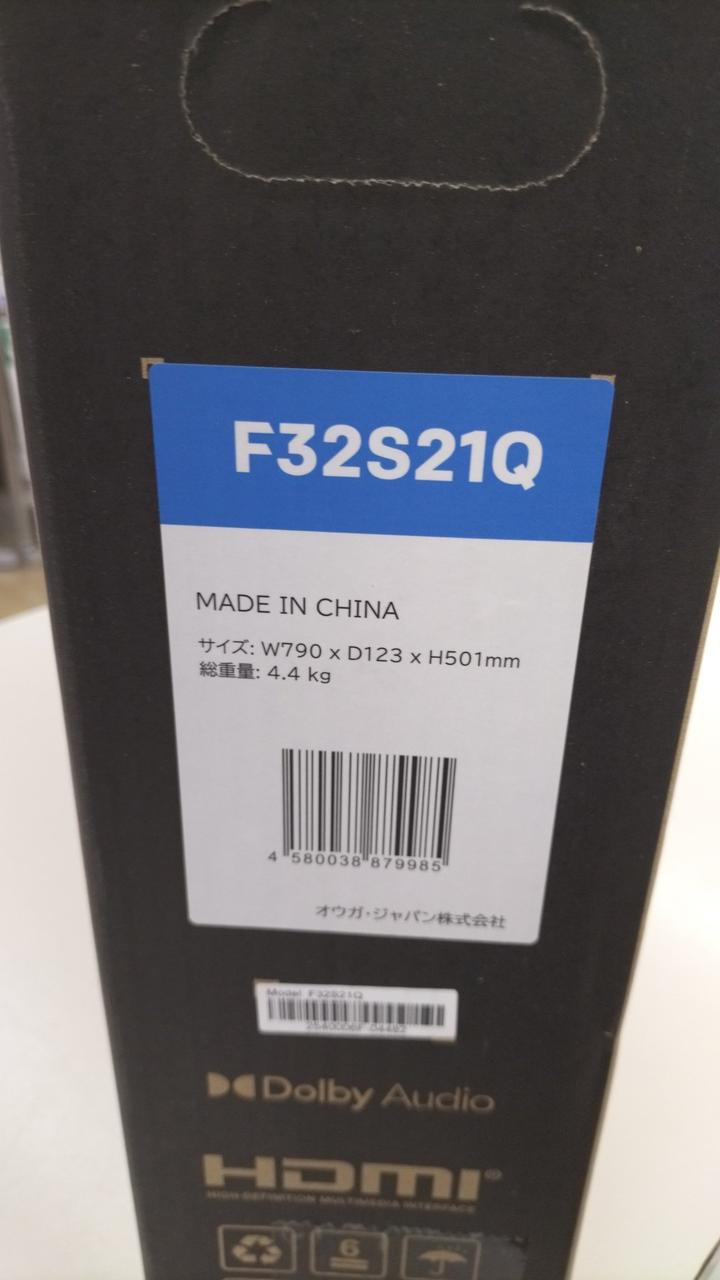 F32S21Q
MADE IN CHINA
サイズ: W790 x D123 x H501mm
総重量: 4.4 kg
4 580038 879985
オウガ・ジャパン株式会社
Model F32S21Q
Dolby Audio
HDMI®
HIGH-DEFINITION MULTIMEDIA INTERFACE
6